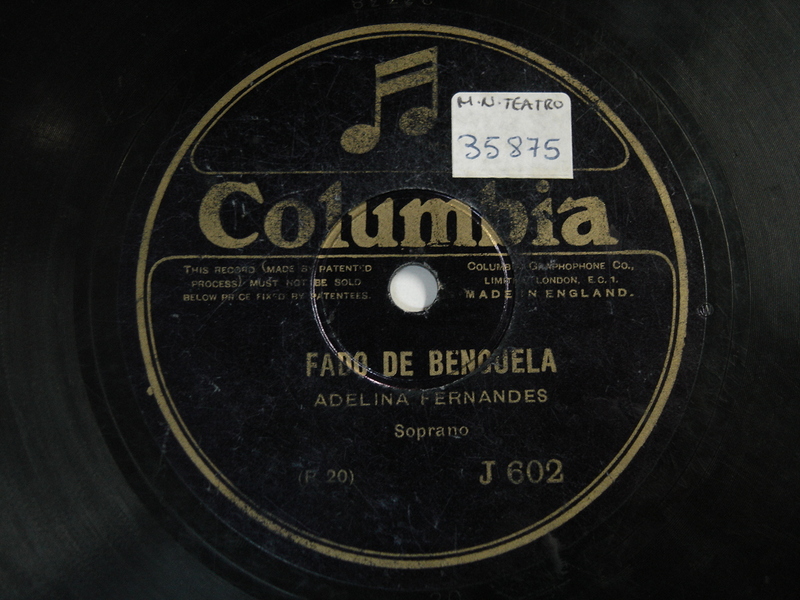 M.N. TEATRO
35875
Columbia
THIS RECORD (MADE BY PATENTED
PROCESS) MUST NOT BE SOLD
BELOW PRICE FIXED BY PATENTEES.
COLUMBIA GRAPHOPHONE CO.,
LIMITED LONDON, E.C.1.
MADE IN ENGLAND.
FADO DE BENGUELA
ADELINA FERNANDES
Soprano
(P 20)
J 602